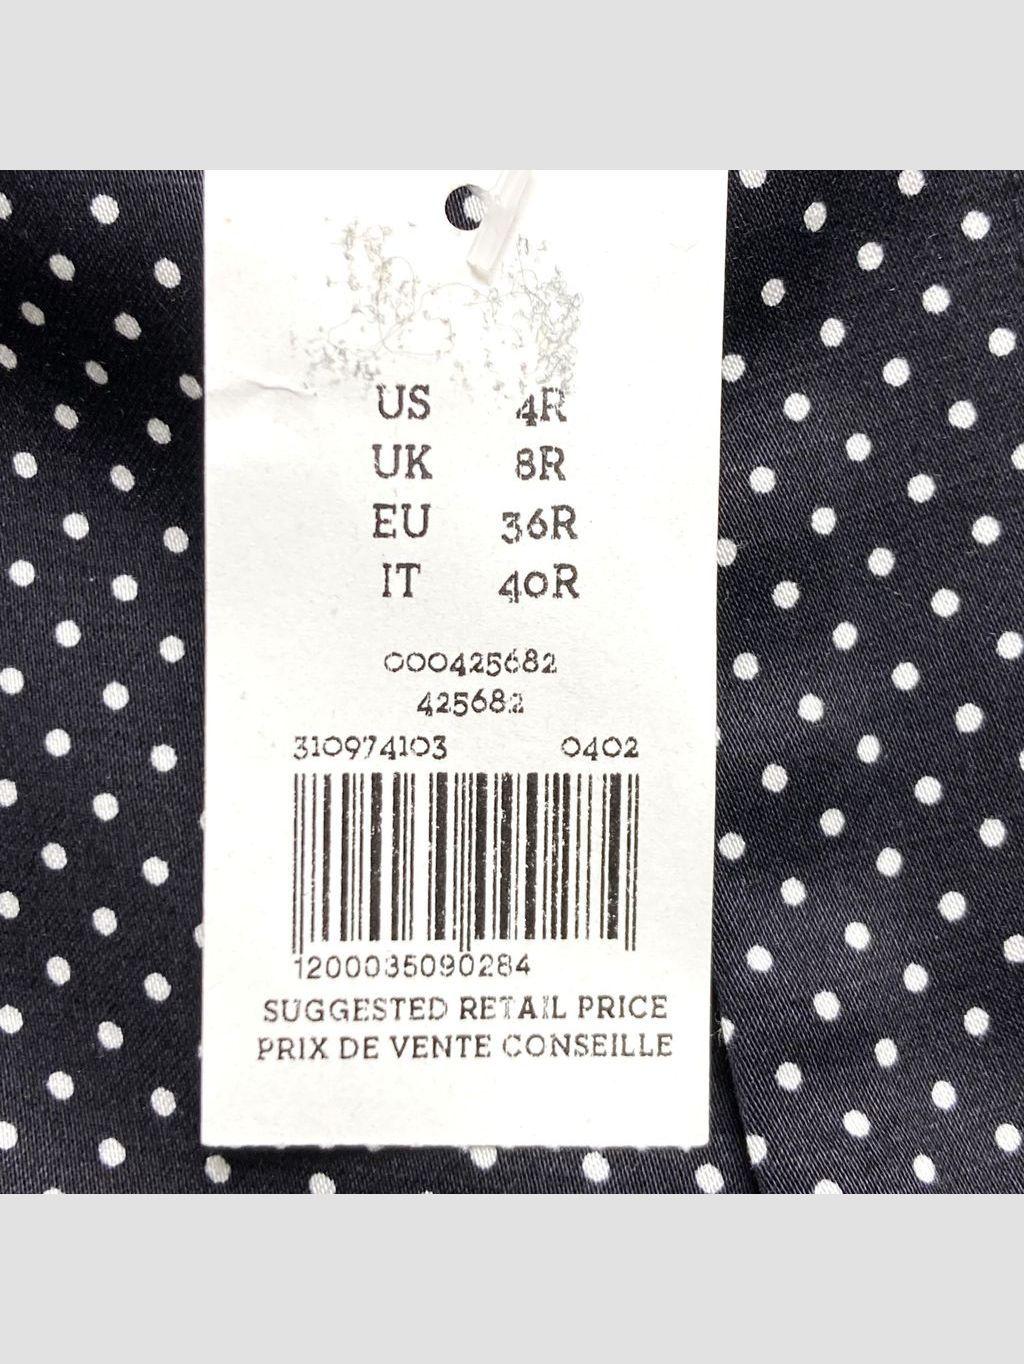 US 4R
UK 8R
EU 36R
IT 40R
000425682
425682
310974103 0402
1200035090284
SUGGESTED RETAIL PRICE
PRIX DE VENTE CONSEILLE